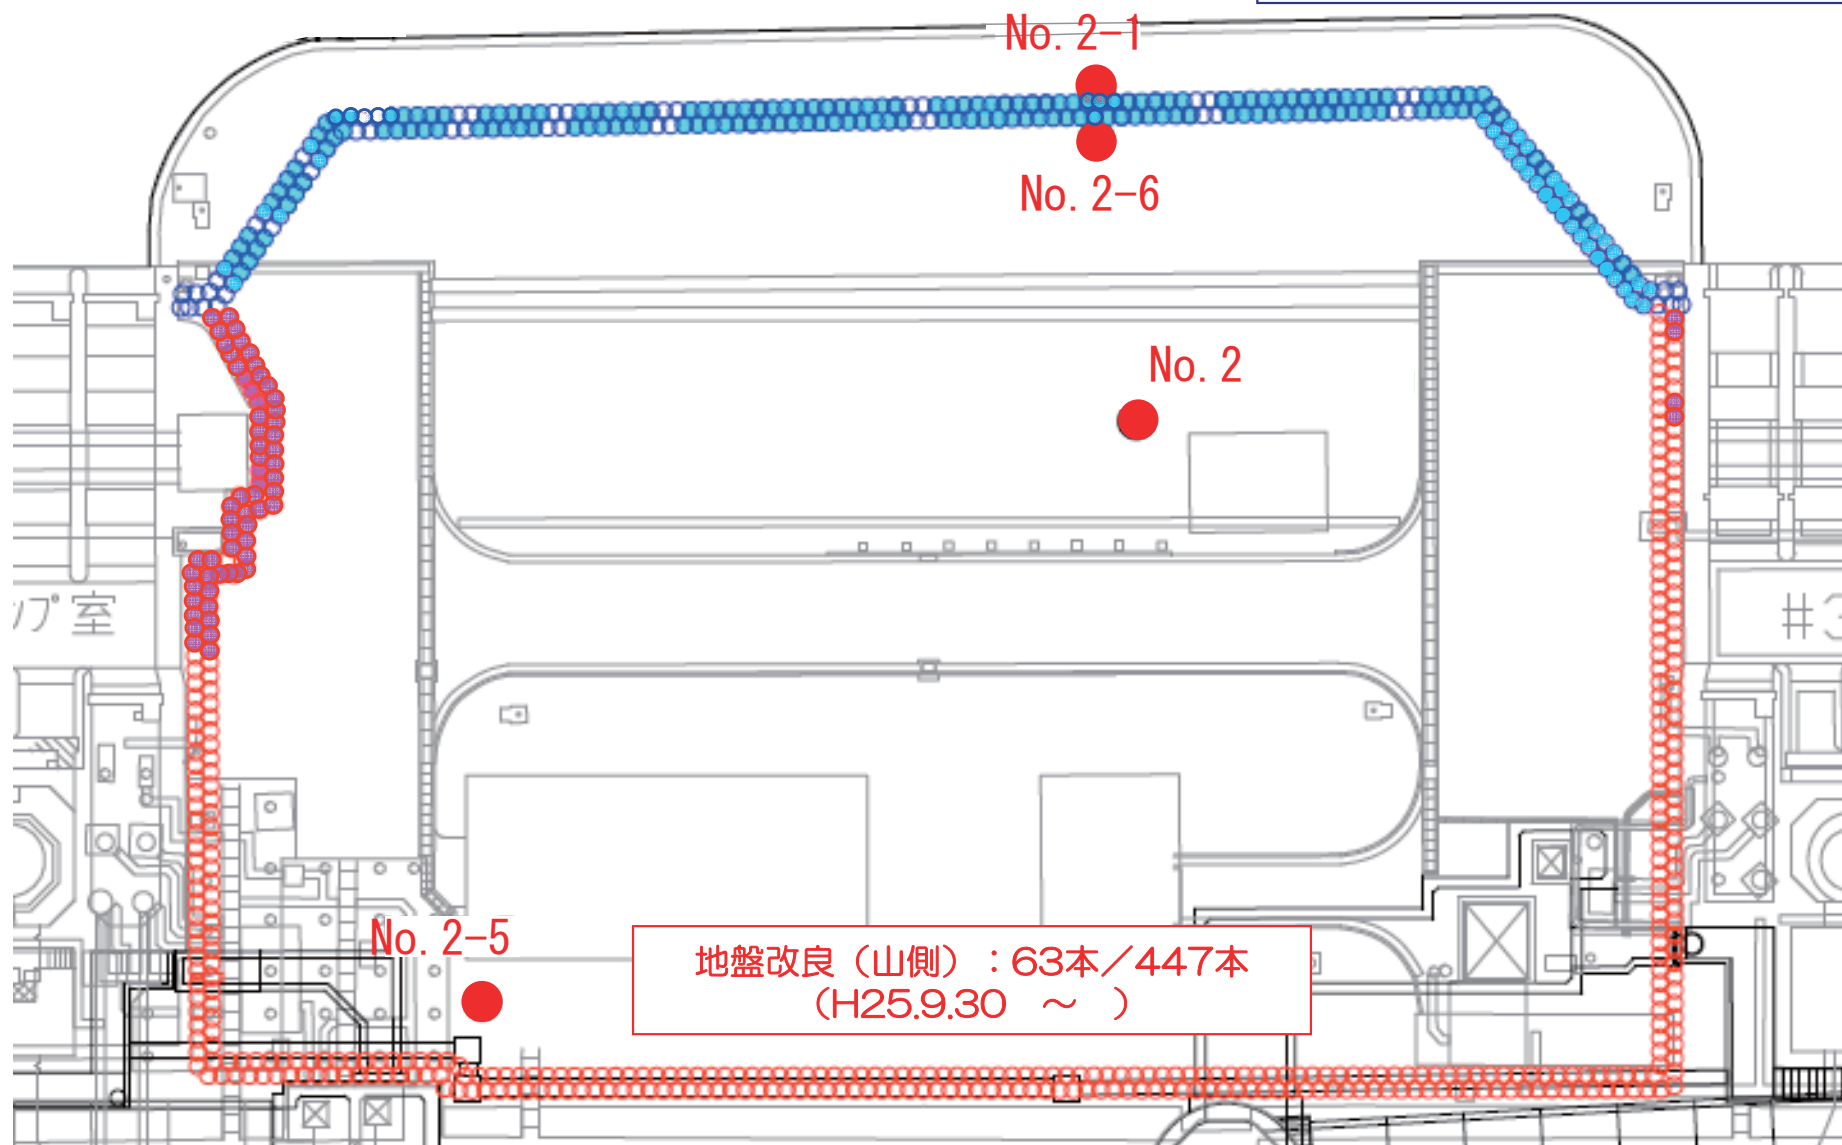 No. 2-1
No. 2-6
No. 2
ップ室
#3
No. 2-5
地盤改良（山側）：63本／447本
（H25.9.30　～　）